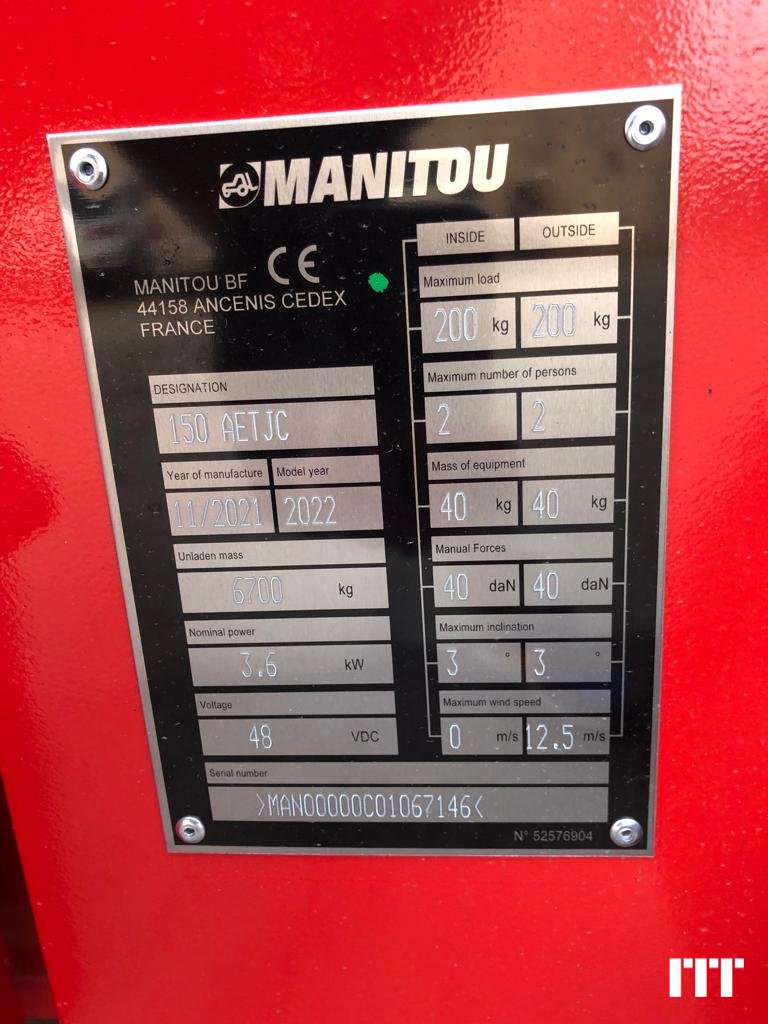 MANITOU
CE
MANITOU BF
44158 ANCENIS CEDEX
FRANCE
DESIGNATION
150 AETJC
Year of manufacture Model year
11/2021 2022
Unladen mass
6700 kg
Nominal power
3.6 kW
Voltage
48 VDC
INSIDE OUTSIDE
Maximum load
200 kg 200 kg
Maximum number of persons
2 2
Mass of equipment
40 kg 40 kg
Manual Forces
40 daN 40 daN
Maximum inclination
3 ° 3 °
Maximum wind speed
0 m/s 12.5 m/s
Serial number
>MAN00000C01067146<
N° 52576904
ITT